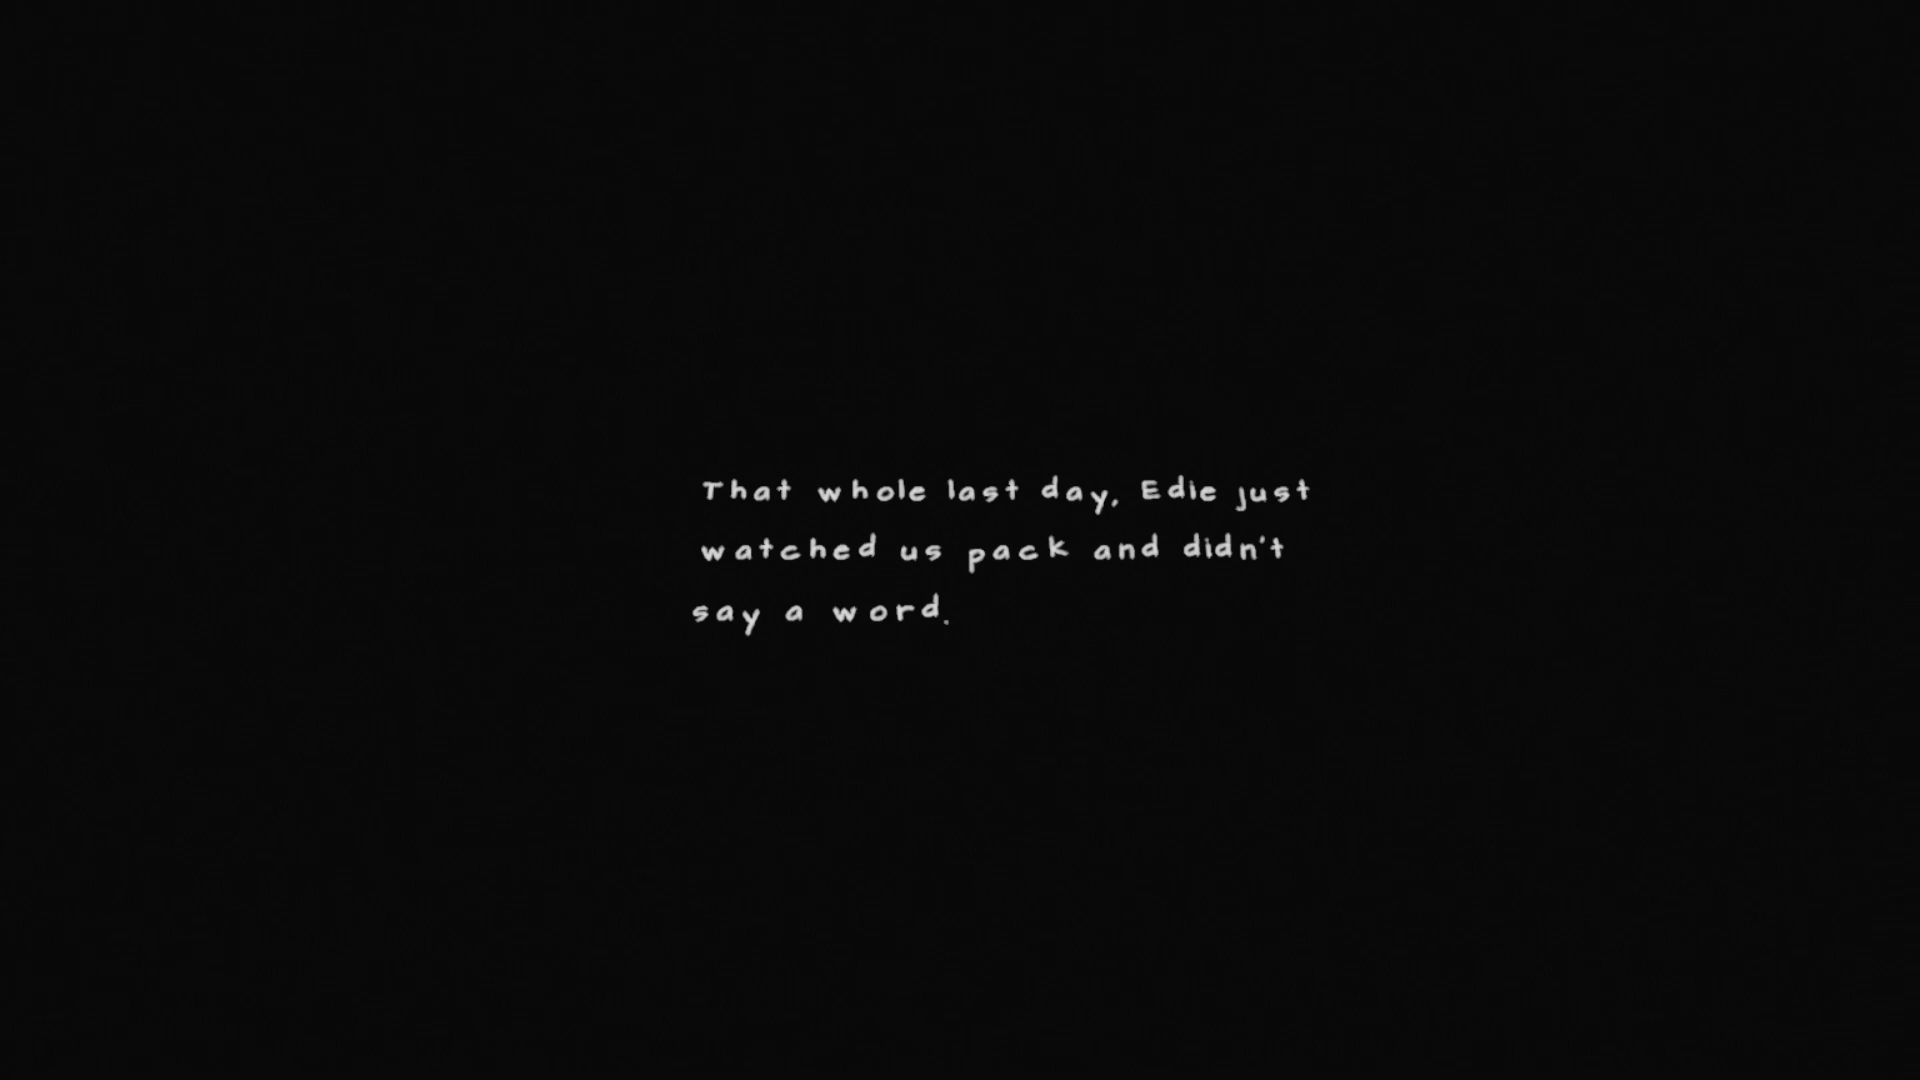 That whole last day, Edie just
watched us pack and didn't
say a word.